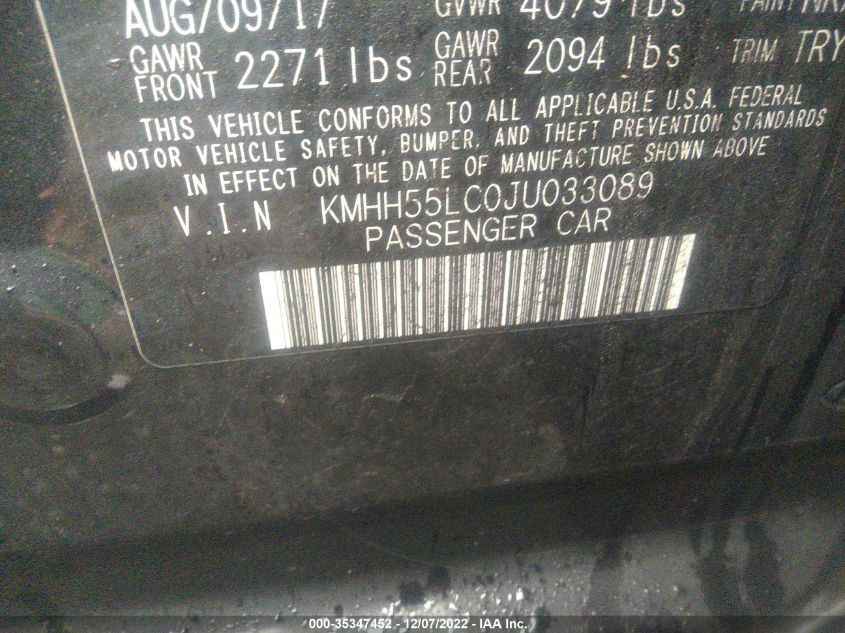 AUG/09/17 GVWR 4079 lbs PAINT
GAWR FRONT 2271 lbs GAWR REAR 2094 lbs TRIM TRY
THIS VEHICLE CONFORMS TO ALL APPLICABLE U.S.A. FEDERAL
MOTOR VEHICLE SAFETY, BUMPER, AND THEFT PREVENTION STANDARDS
IN EFFECT ON THE DATE OF MANUFACTURE SHOWN ABOVE
V.I.N KMHH55LC0JU033089
PASSENGER CAR
000-35347452 - 12/07/2022 - IAA Inc.